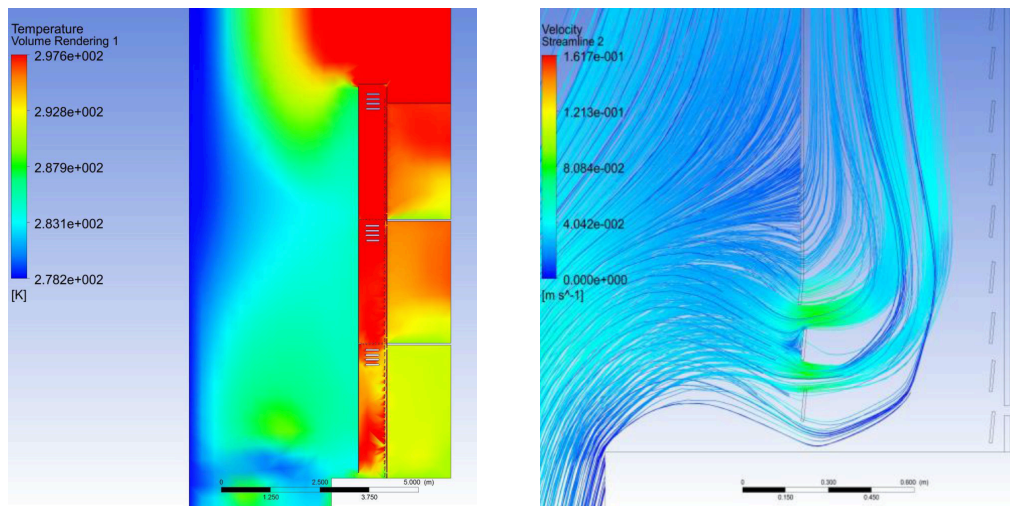 Temperature
Volume Rendering 1
2.976e+002
2.928e+002
2.879e+002
2.831e+002
2.782e+002
[K]
0 2.500 5.000 (m)
1.250 3.750
Velocity
Streamline 2
1.617e-001
1.213e-001
8.084e-002
4.042e-002
0.000e+000
[m s^-1]
0 0.300 0.600 (m)
0.150 0.450